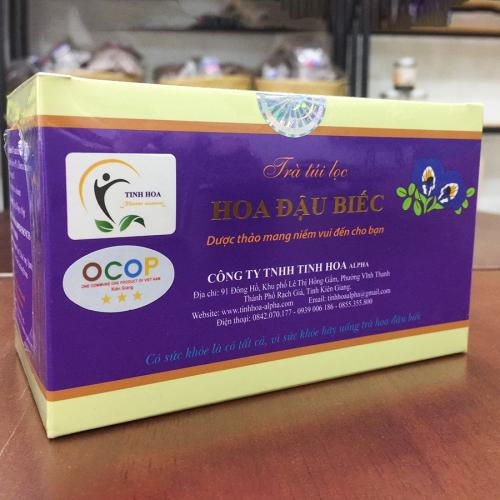 Trà túi lọc
HOA ĐẬU BIẾC
Dược thảo mang niềm vui đến cho bạn
TINH HOA
OCOP
ONE COMMUNE ONE PRODUCT OF VIET NAM
Kiên Giang
CÔNG TY TNHH TINH HOA ALPHA
Địa chỉ: 91 Đống Hồ, Khu phố Lê Thị Hồng Gấm, Phường Vĩnh Thanh
Thành Phố Rạch Giá, Tỉnh Kiên Giang.
Website: www.tinhhoa-alpha.com Email: tinhhoaalpha@gmail.com
Điện thoại: 0842.070.177 - 0939 006 186 - 0855.355.800
Có sức khỏe là có tất cả, vì sức khỏe hãy uống trà hoa đậu biếc